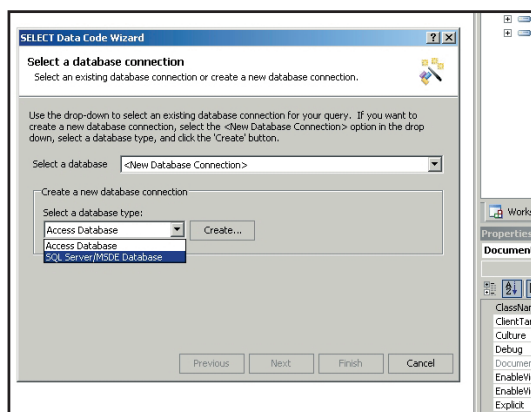 SELECT Data Code Wizard
Select a database connection
Select an existing database connection or create a new database connection.
Use the drop-down to select an existing database connection for your query. If you want to
create a new database connection, select the <New Database Connection> option in the drop
down, select a database type, and click the 'Create' button.
Select a database <New Database Connection>
Create a new database connection
Select a database type:
Access Database Create...
Access Database
SQL Server/MSDE Database
Previous Next Finish Cancel
Properties
ClassNa
ClientTar
Culture
Debug
Documen
EnableVi
EnableVi
Explicit